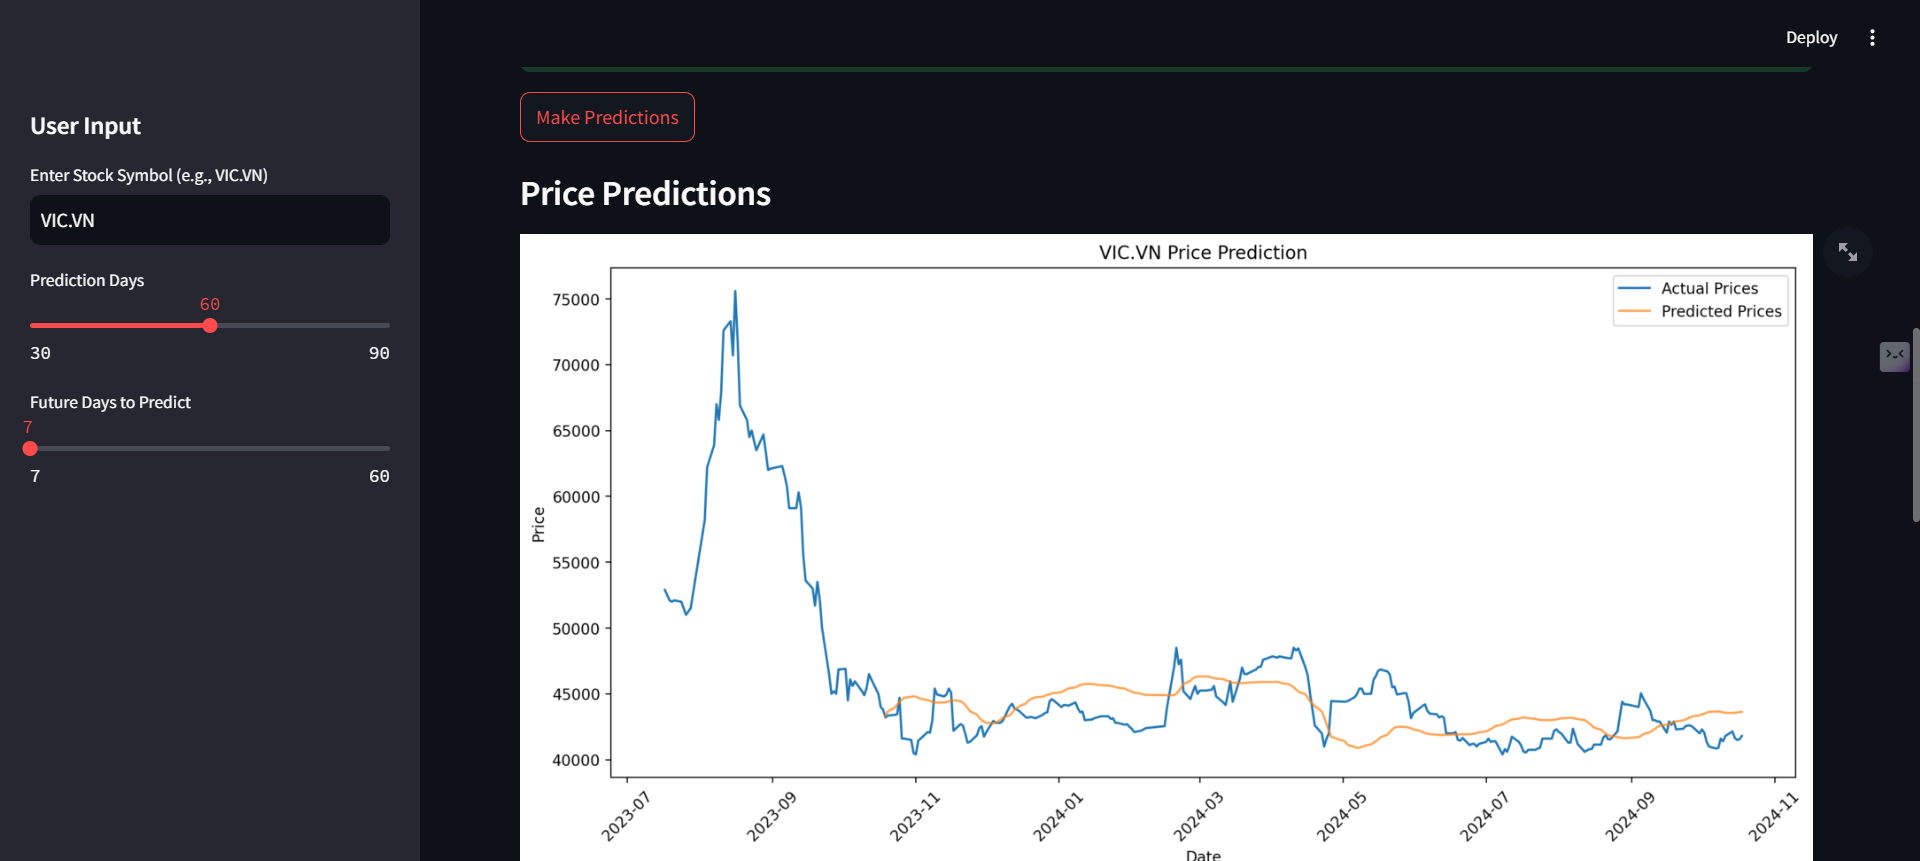 Deploy
User Input
Enter Stock Symbol (e.g., VIC.VN)
VIC.VN
Prediction Days
60
30 90
Future Days to Predict
7
7 60
Make Predictions
Price Predictions
VIC.VN Price Prediction
Actual Prices
Predicted Prices
Price
75000
70000
65000
60000
55000
50000
45000
40000
2023-07 2023-09 2023-11 2024-01 2024-03 2024-05 2024-07 2024-09 2024-11
Date